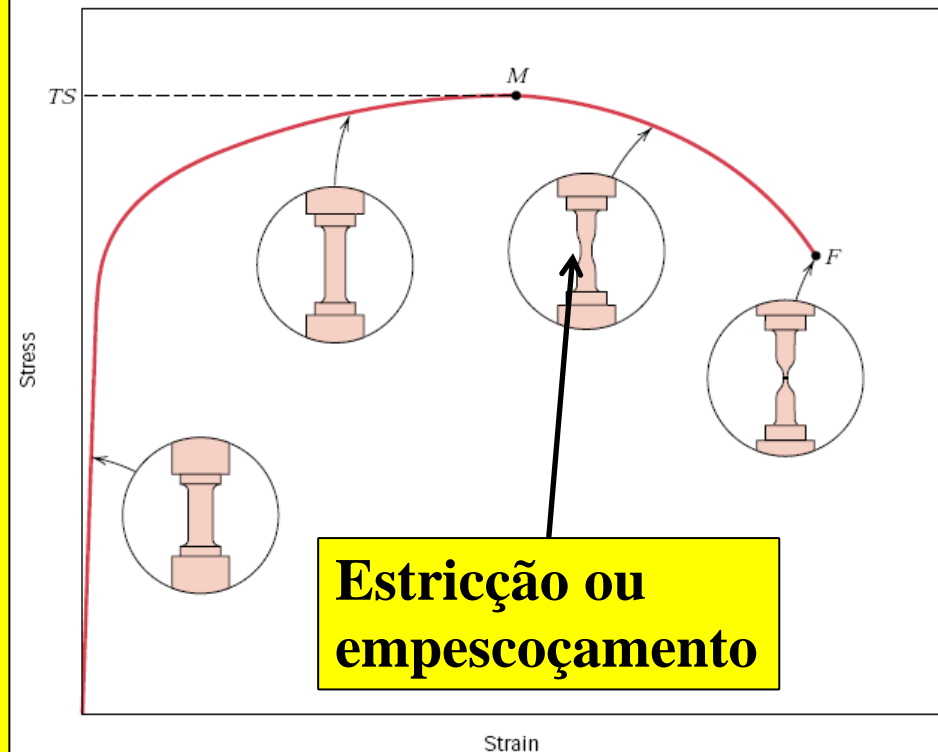 M
TS
F
Stress
Estricção ou
empescoçamento
Strain